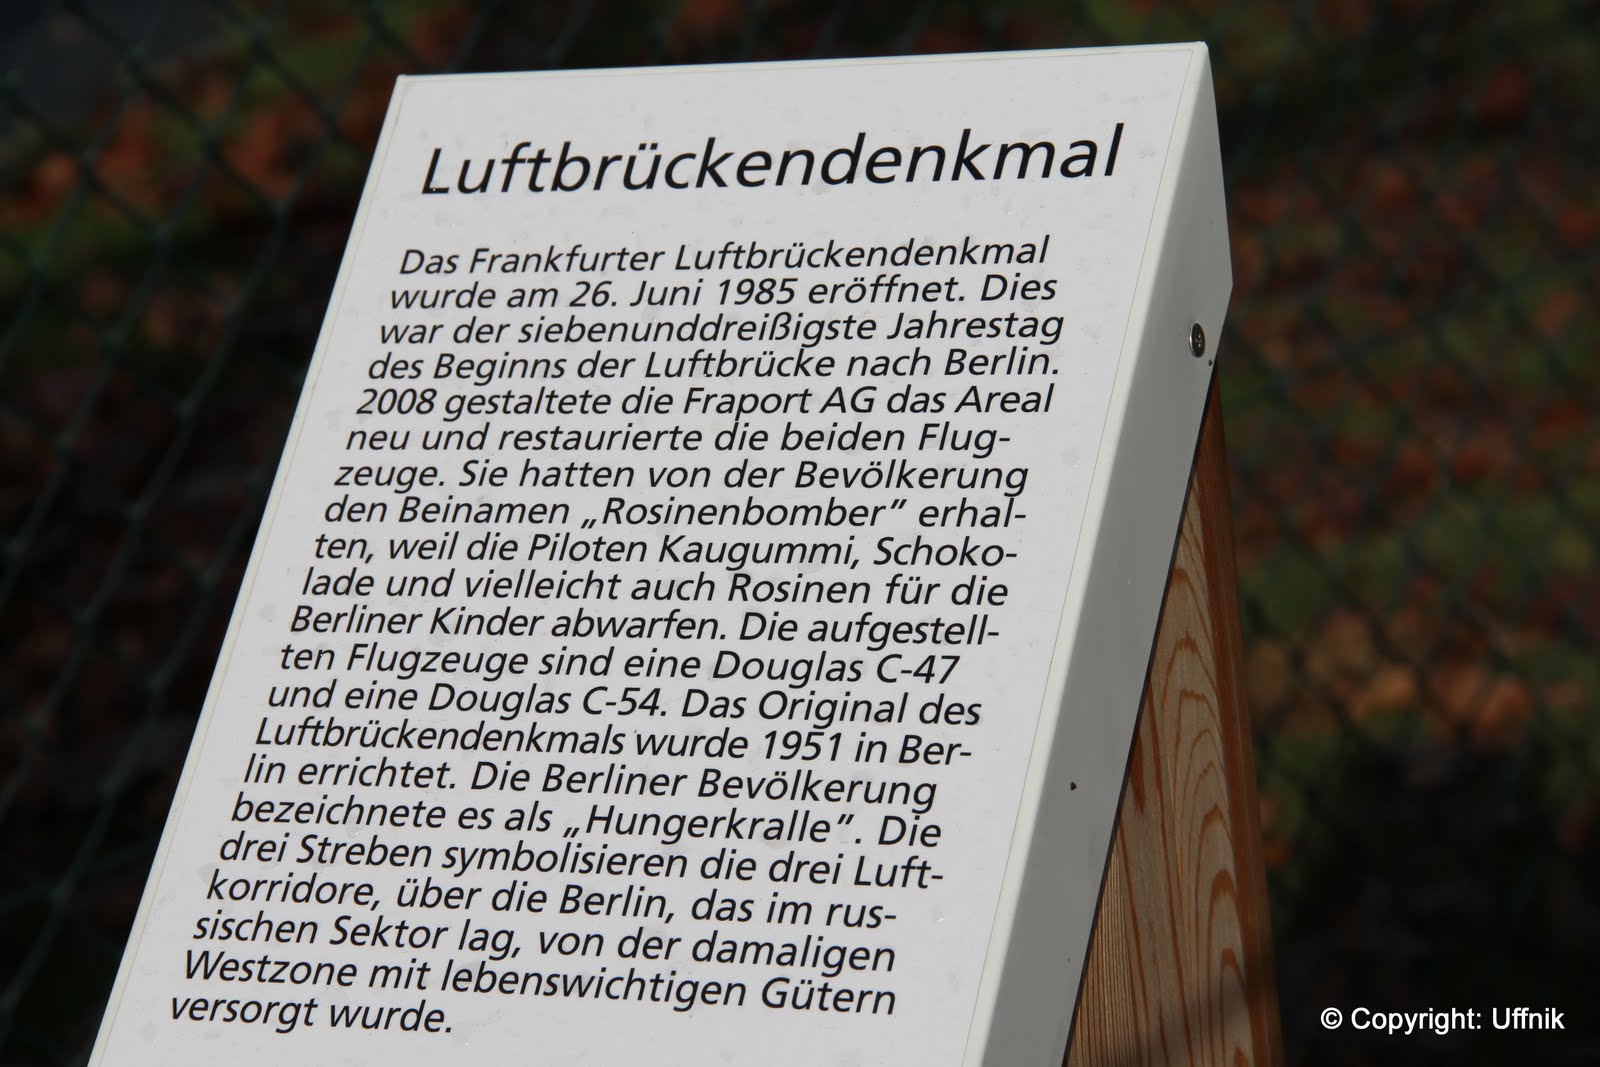 Luftbrückendenkmal
Das Frankfurter Luftbrückendenkmal
wurde am 26. Juni 1985 eröffnet. Dies
war der siebenunddreißigste Jahrestag
des Beginns der Luftbrücke nach Berlin.
2008 gestaltete die Fraport AG das Areal
neu und restaurierte die beiden Flug-
zeuge. Sie hatten von der Bevölkerung
den Beinamen „Rosinenbomber” erhal-
ten, weil die Piloten Kaugummi, Schoko-
lade und vielleicht auch Rosinen für die
Berliner Kinder abwarfen. Die aufgestell-
ten Flugzeuge sind eine Douglas C-47
und eine Douglas C-54. Das Original des
Luftbrückendenkmals wurde 1951 in Ber-
lin errichtet. Die Berliner Bevölkerung
bezeichnete es als „Hungerkralle”. Die
drei Streben symbolisieren die drei Luft-
korridore, über die Berlin, das im rus-
sischen Sektor lag, von der damaligen
Westzone mit lebenswichtigen Gütern
versorgt wurde.
© Copyright: Uffnik